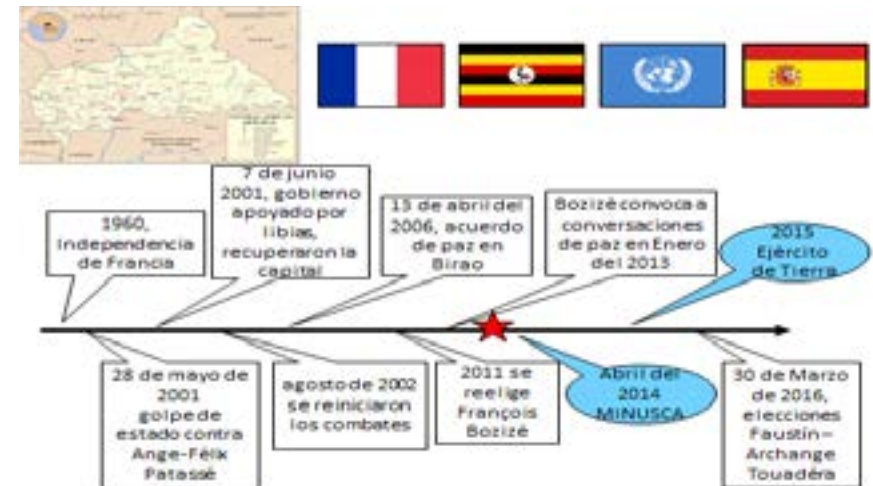 7 de junio
2001, gobierno
apoyado por
libias,
recuperaron la
capital
1960,
Independencia
de Francia
13 de abril del
2006, acuerdo
de paz en
Birao
Bozizé convoca a
conversaciones
de paz en Enero
del 2013
2015
Ejército
de Tierra
28 de mayo de
2001
golpe de
estado contra
Ange-Félix
Patassé
agosto de 2002
se reiniciaron
los combates
2011 se
reelige
François
Bozizé
Abril del
2014
MINUSCA
30 de Marzo
de 2016,
elecciones
Faustín–
Archange
Touadéra